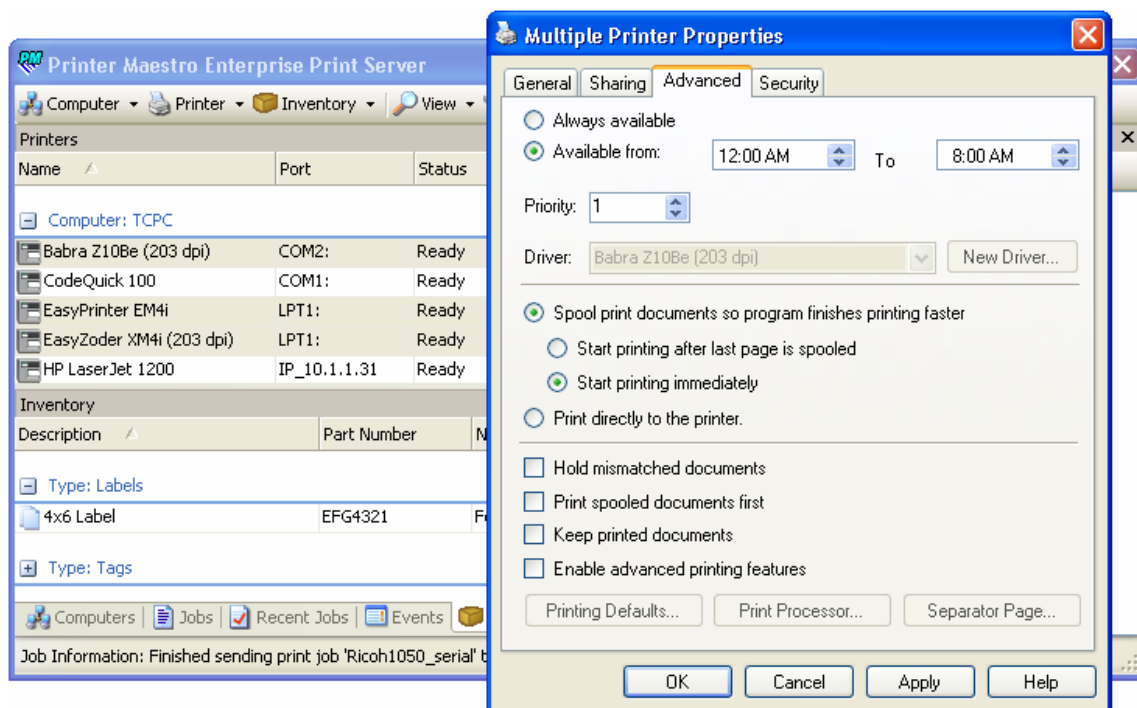 Multiple Printer Properties
General Sharing Advanced Security
Always available
Available from: 12:00 AM To 8:00 AM
Priority: 1
Driver: Babra Z10Be (203 dpi) New Driver...
Spool print documents so program finishes printing faster
Start printing after last page is spooled
Start printing immediately
Print directly to the printer.
Hold mismatched documents
Print spooled documents first
Keep printed documents
Enable advanced printing features
Printing Defaults... Print Processor... Separator Page...
OK Cancel Apply Help
PM Printer Maestro Enterprise Print Server
Computer Printer Inventory View
Printers
Name Port Status
Computer: TCPC
Babra Z10Be (203 dpi) COM2: Ready
CodeQuick 100 COM1: Ready
EasyPrinter EM4i LPT1: Ready
EasyZoder XM4i (203 dpi) LPT1: Ready
HP LaserJet 1200 IP_10.1.1.31 Ready
Inventory
Description Part Number N
Type: Labels
4x6 Label EFG4321
Type: Tags
Computers Jobs Recent Jobs Events
Job Information: Finished sending print job 'Ricoh1050_serial'